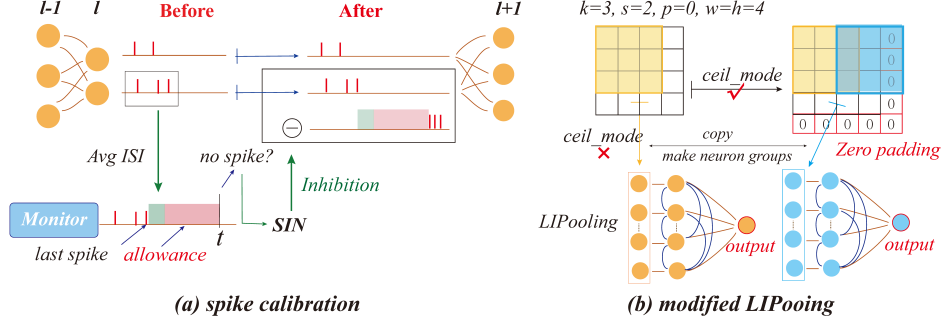 l-1
l
Before
After
l+1
Avg ISI
no spike?
Inhibition
Monitor
SIN
t
last spike
allowance
(a) spike calibration
k=3, s=2, p=0, w=h=4
0
0
0
0
0 0 0 0 0
ceil_mode
ceil_mode
copy
make neuron groups
Zero padding
LIPooling
output
output
(b) modified LIPooing